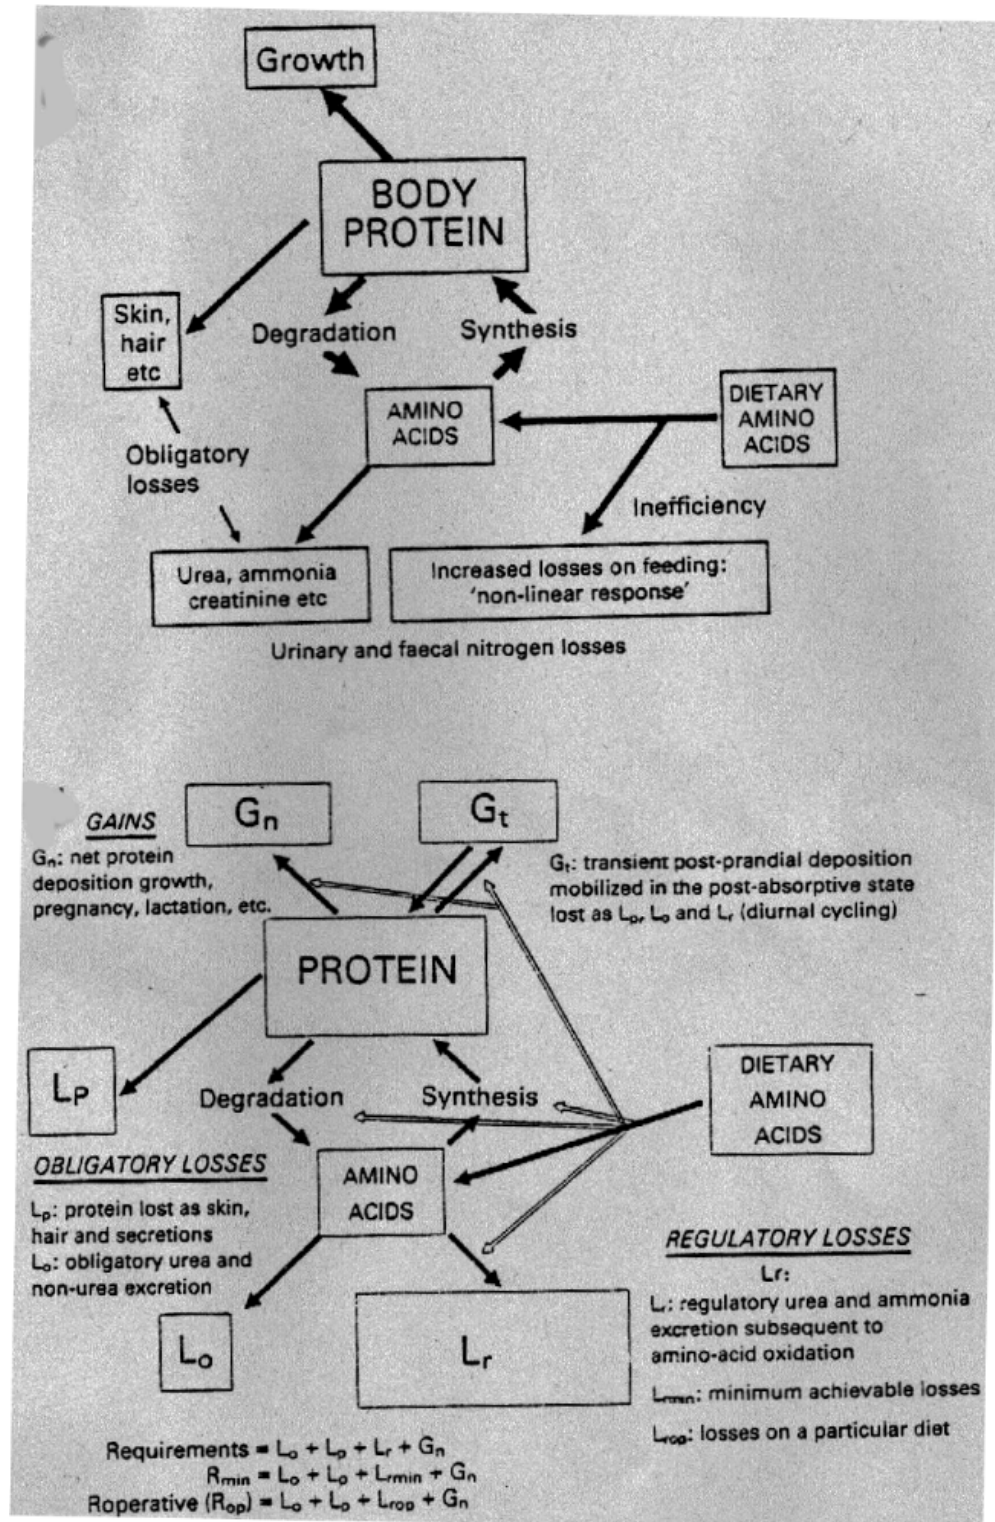 Growth
BODY
PROTEIN
Skin,
hair
etc
Degradation
Synthesis
AMINO
ACIDS
DIETARY
AMINO
ACIDS
Obligatory
losses
Inefficiency
Urea, ammonia
creatinine etc
Increased losses on feeding:
'non-linear response'
Urinary and faecal nitrogen losses
Gn
Gt
GAINS
Gn: net protein
deposition growth,
pregnancy, lactation, etc.
Gt: transient post-prandial deposition
mobilized in the post-absorptive state
lost as Lp, Lo and Lr (diurnal cycling)
PROTEIN
LP
Degradation
Synthesis
DIETARY
AMINO
ACIDS
AMINO
ACIDS
OBLIGATORY LOSSES
Lp: protein lost as skin,
hair and secretions
Lo: obligatory urea and
non-urea excretion
REGULATORY LOSSES
Lr:
Lr: regulatory urea and ammonia
excretion subsequent to
amino-acid oxidation
Lrmin: minimum achievable losses
Lrop: losses on a particular diet
Lo
Lr
Requirements = Lo + Lp + Lr + Gn
Rmin = Lo + Lp + Lrmin + Gn
Roperative (Rop) = Lo + Lp + Lrop + Gn